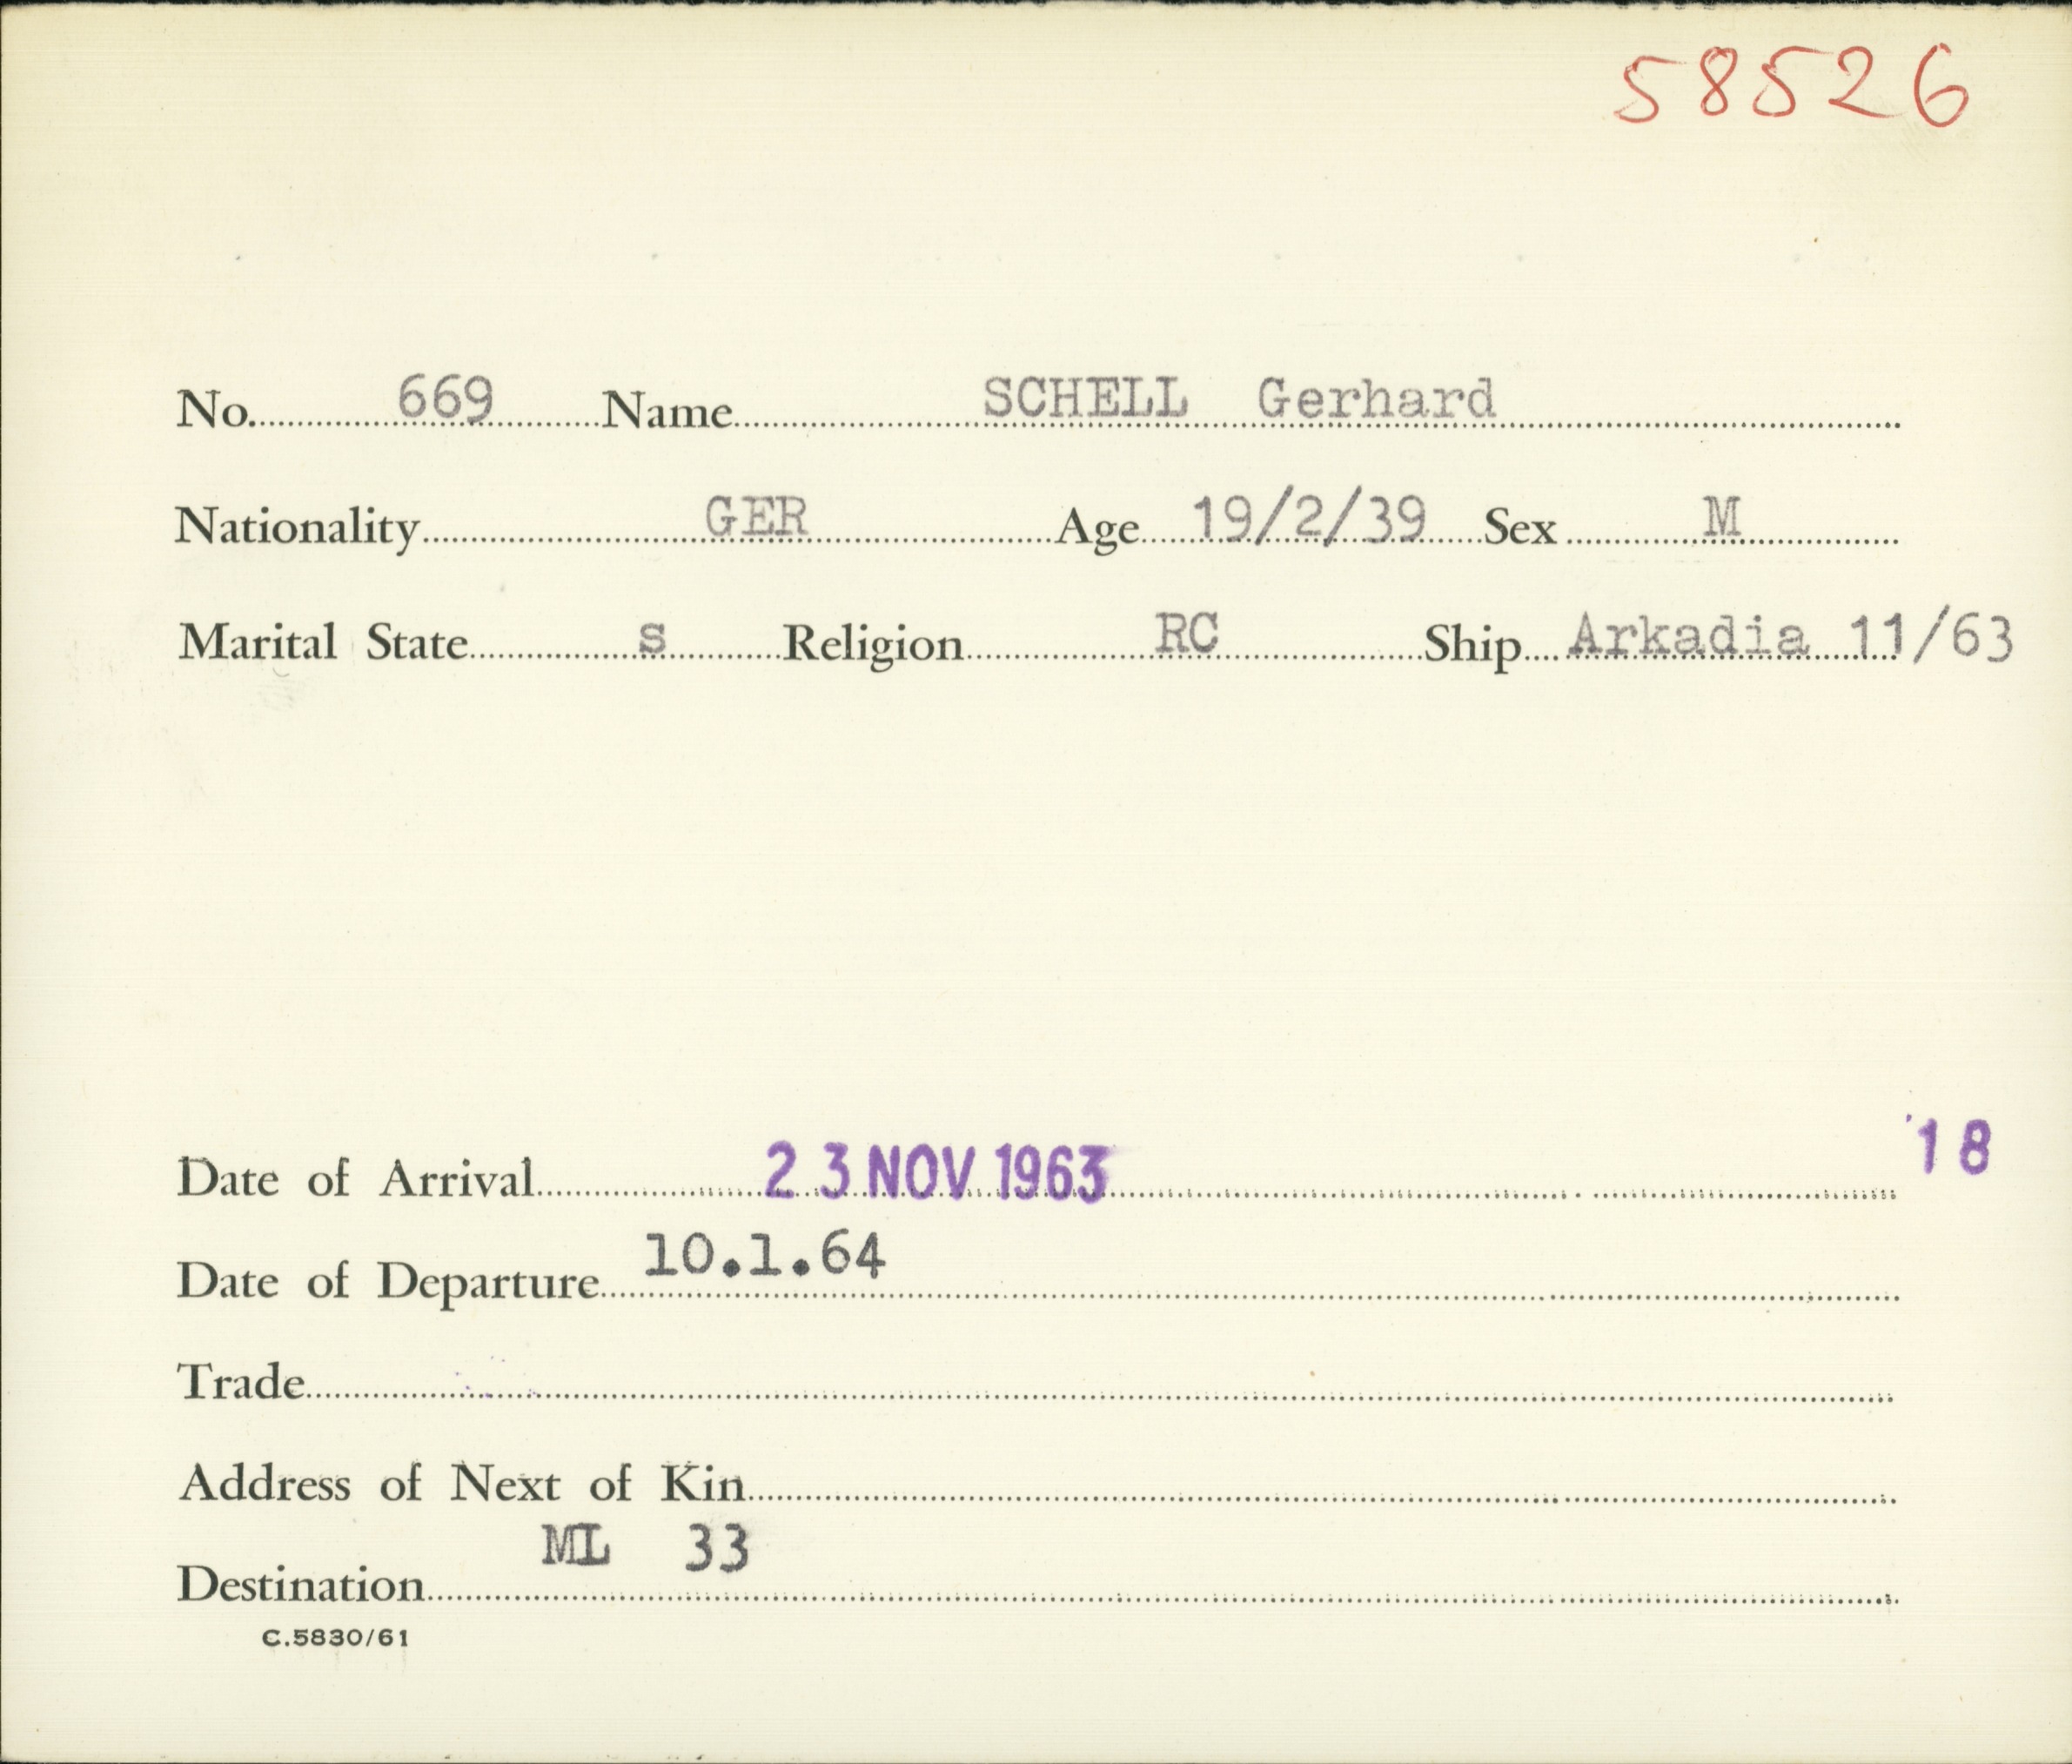 58526
No. 669 Name SCHELL Gerhard
Nationality GER Age 19/2/39 Sex M
Marital State S Religion RC Ship Arkadia 11/63
Date of Arrival 23 NOV 1963 18
Date of Departure 10.1.64
Trade
Address of Next of Kin
Destination ML 33
C.5830/61